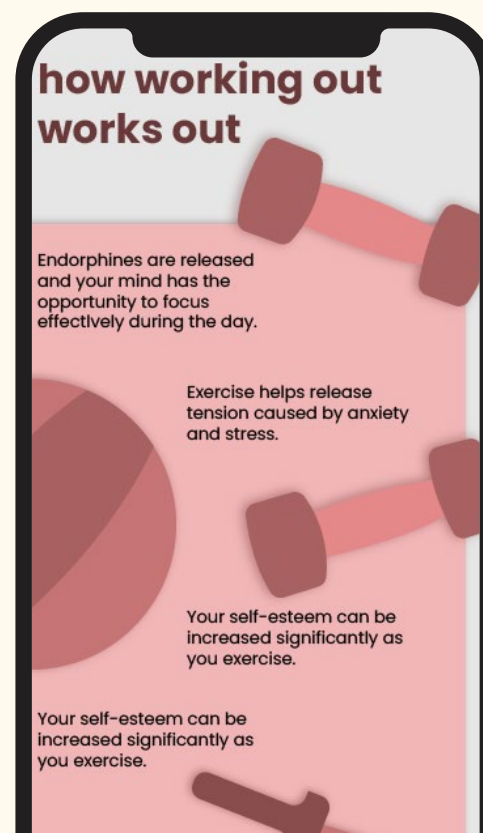 how working out
works out
Endorphines are released
and your mind has the
opportunity to focus
effectively during the day.
Exercise helps release
tension caused by anxiety
and stress.
Your self-esteem can be
increased significantly as
you exercise.
Your self-esteem can be
increased significantly as
you exercise.